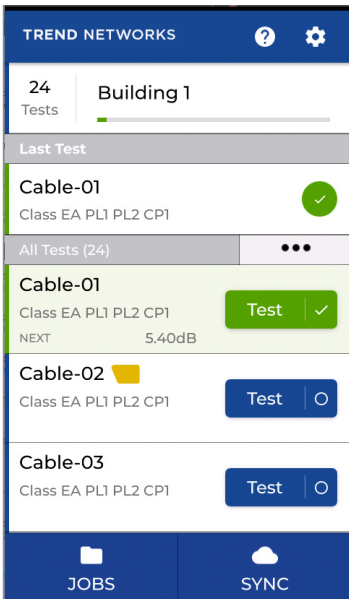 TREND NETWORKS
24
Tests
Building 1
Last Test
Cable-01
Class EA PL1 PL2 CP1
All Tests (24)
Cable-01
Class EA PL1 PL2 CP1
NEXT 5.40dB
Test
Cable-02
Class EA PL1 PL2 CP1
Test
Cable-03
Class EA PL1 PL2 CP1
Test
JOBS
SYNC